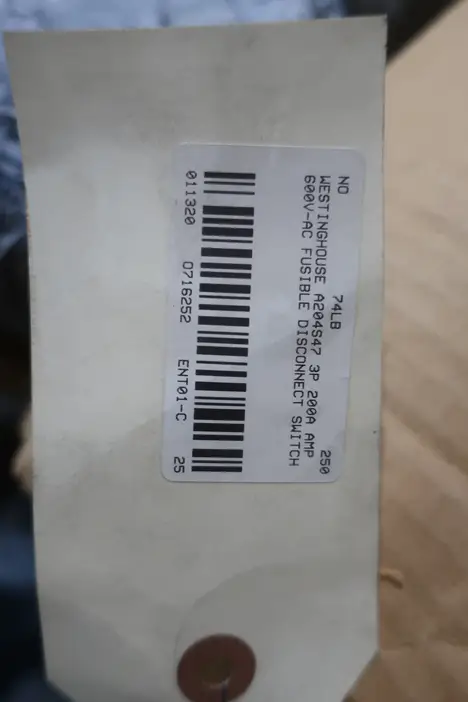 NO 74LB 250
WESTINGHOUSE A204S47 3P 200A AMP
600V-AC FUSIBLE DISCONNECT SWITCH
011320 0716252 ENT01-C 25